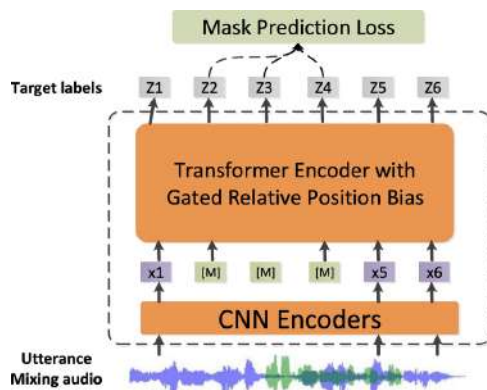 Mask Prediction Loss
Target labels Z1 Z2 Z3 Z4 Z5 Z6
Transformer Encoder with
Gated Relative Position Bias
x1 [M] [M] [M] x5 x6
CNN Encoders
Utterance
Mixing audio